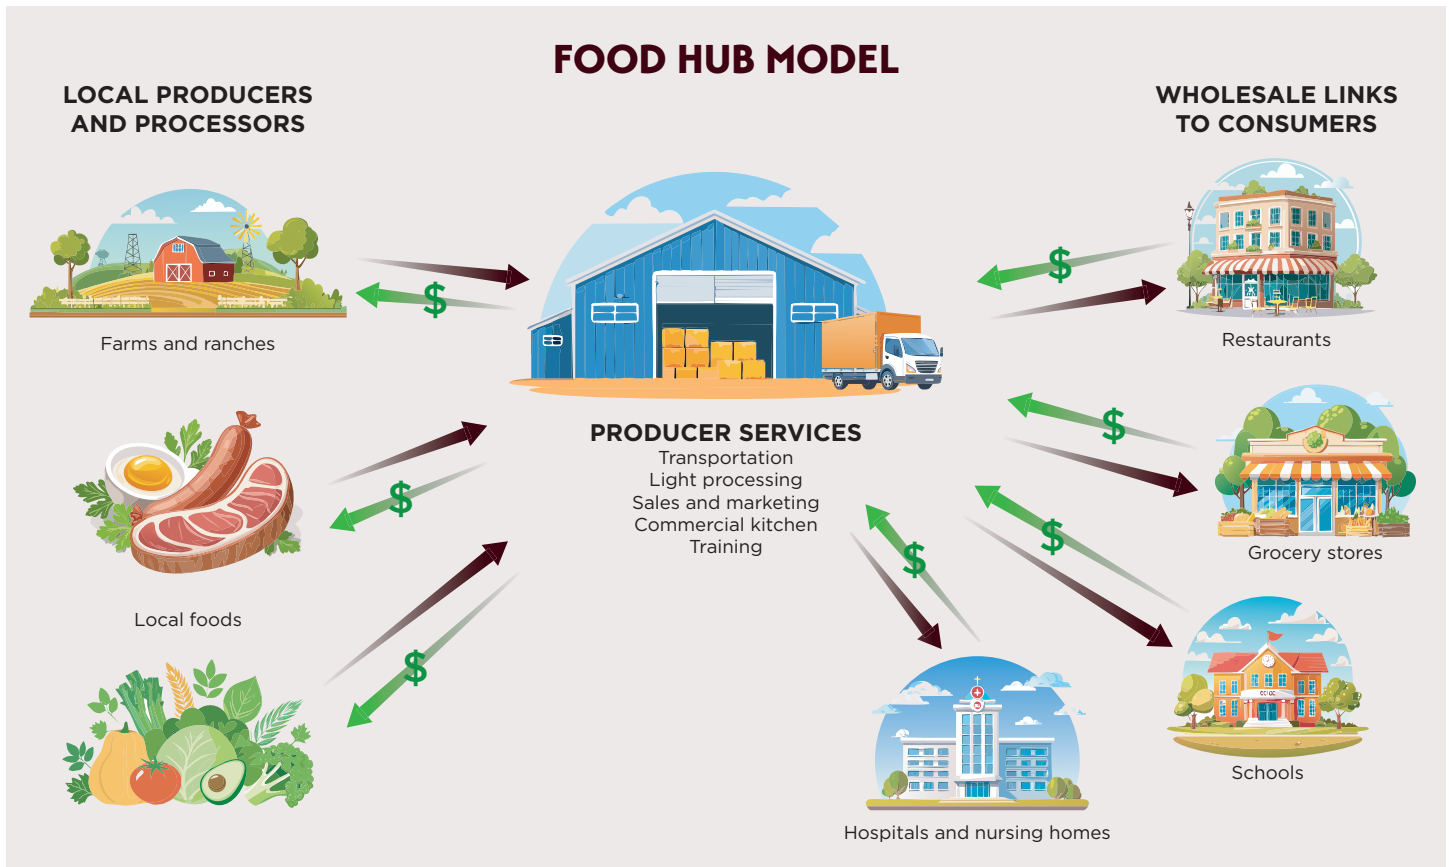 FOOD HUB MODEL
LOCAL PRODUCERS
AND PROCESSORS
Farms and ranches
$
$
Local foods
$
PRODUCER SERVICES
Transportation
Light processing
Sales and marketing
Commercial kitchen
Training
WHOLESALE LINKS
TO CONSUMERS
$
Restaurants
$
Grocery stores
$
Schools
$
Hospitals and nursing homes